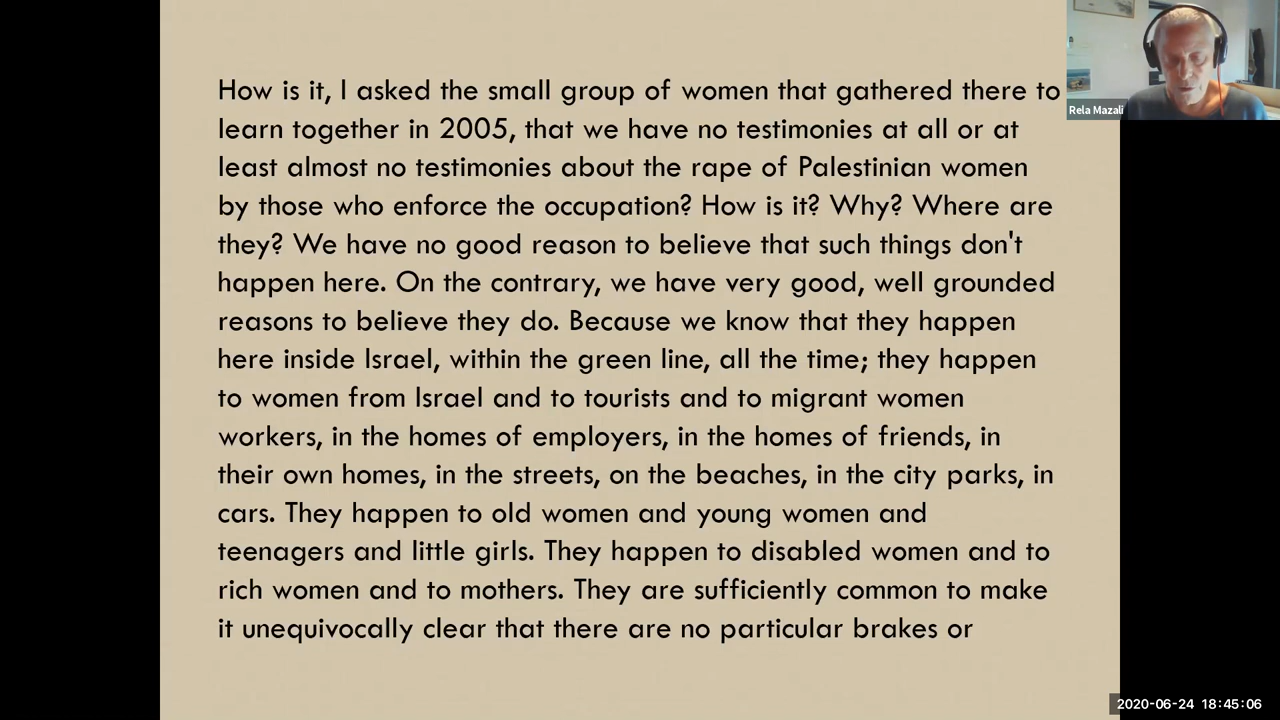 How is it, I asked the small group of women that gathered there to
learn together in 2005, that we have no testimonies at all or at
least almost no testimonies about the rape of Palestinian women
by those who enforce the occupation? How is it? Why? Where are
they? We have no good reason to believe that such things don't
happen here. On the contrary, we have very good, well grounded
reasons to believe they do. Because we know that they happen
here inside Israel, within the green line, all the time; they happen
to women from Israel and to tourists and to migrant women
workers, in the homes of employers, in the homes of friends, in
their own homes, in the streets, on the beaches, in the city parks, in
cars. They happen to old women and young women and
teenagers and little girls. They happen to disabled women and to
rich women and to mothers. They are sufficiently common to make
it unequivocally clear that there are no particular brakes or
Rela Mazali
2020-06-24 18:45:06